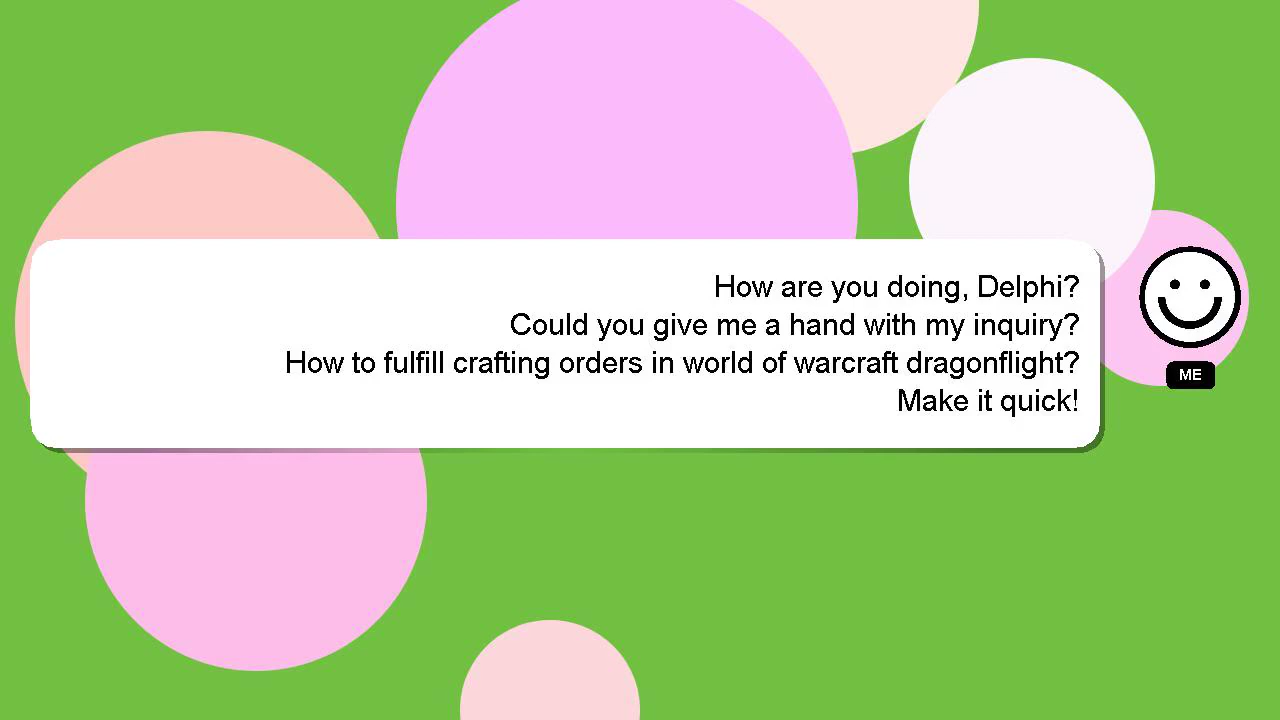 How are you doing, Delphi?
Could you give me a hand with my inquiry?
How to fulfill crafting orders in world of warcraft dragonflight?
Make it quick!
ME